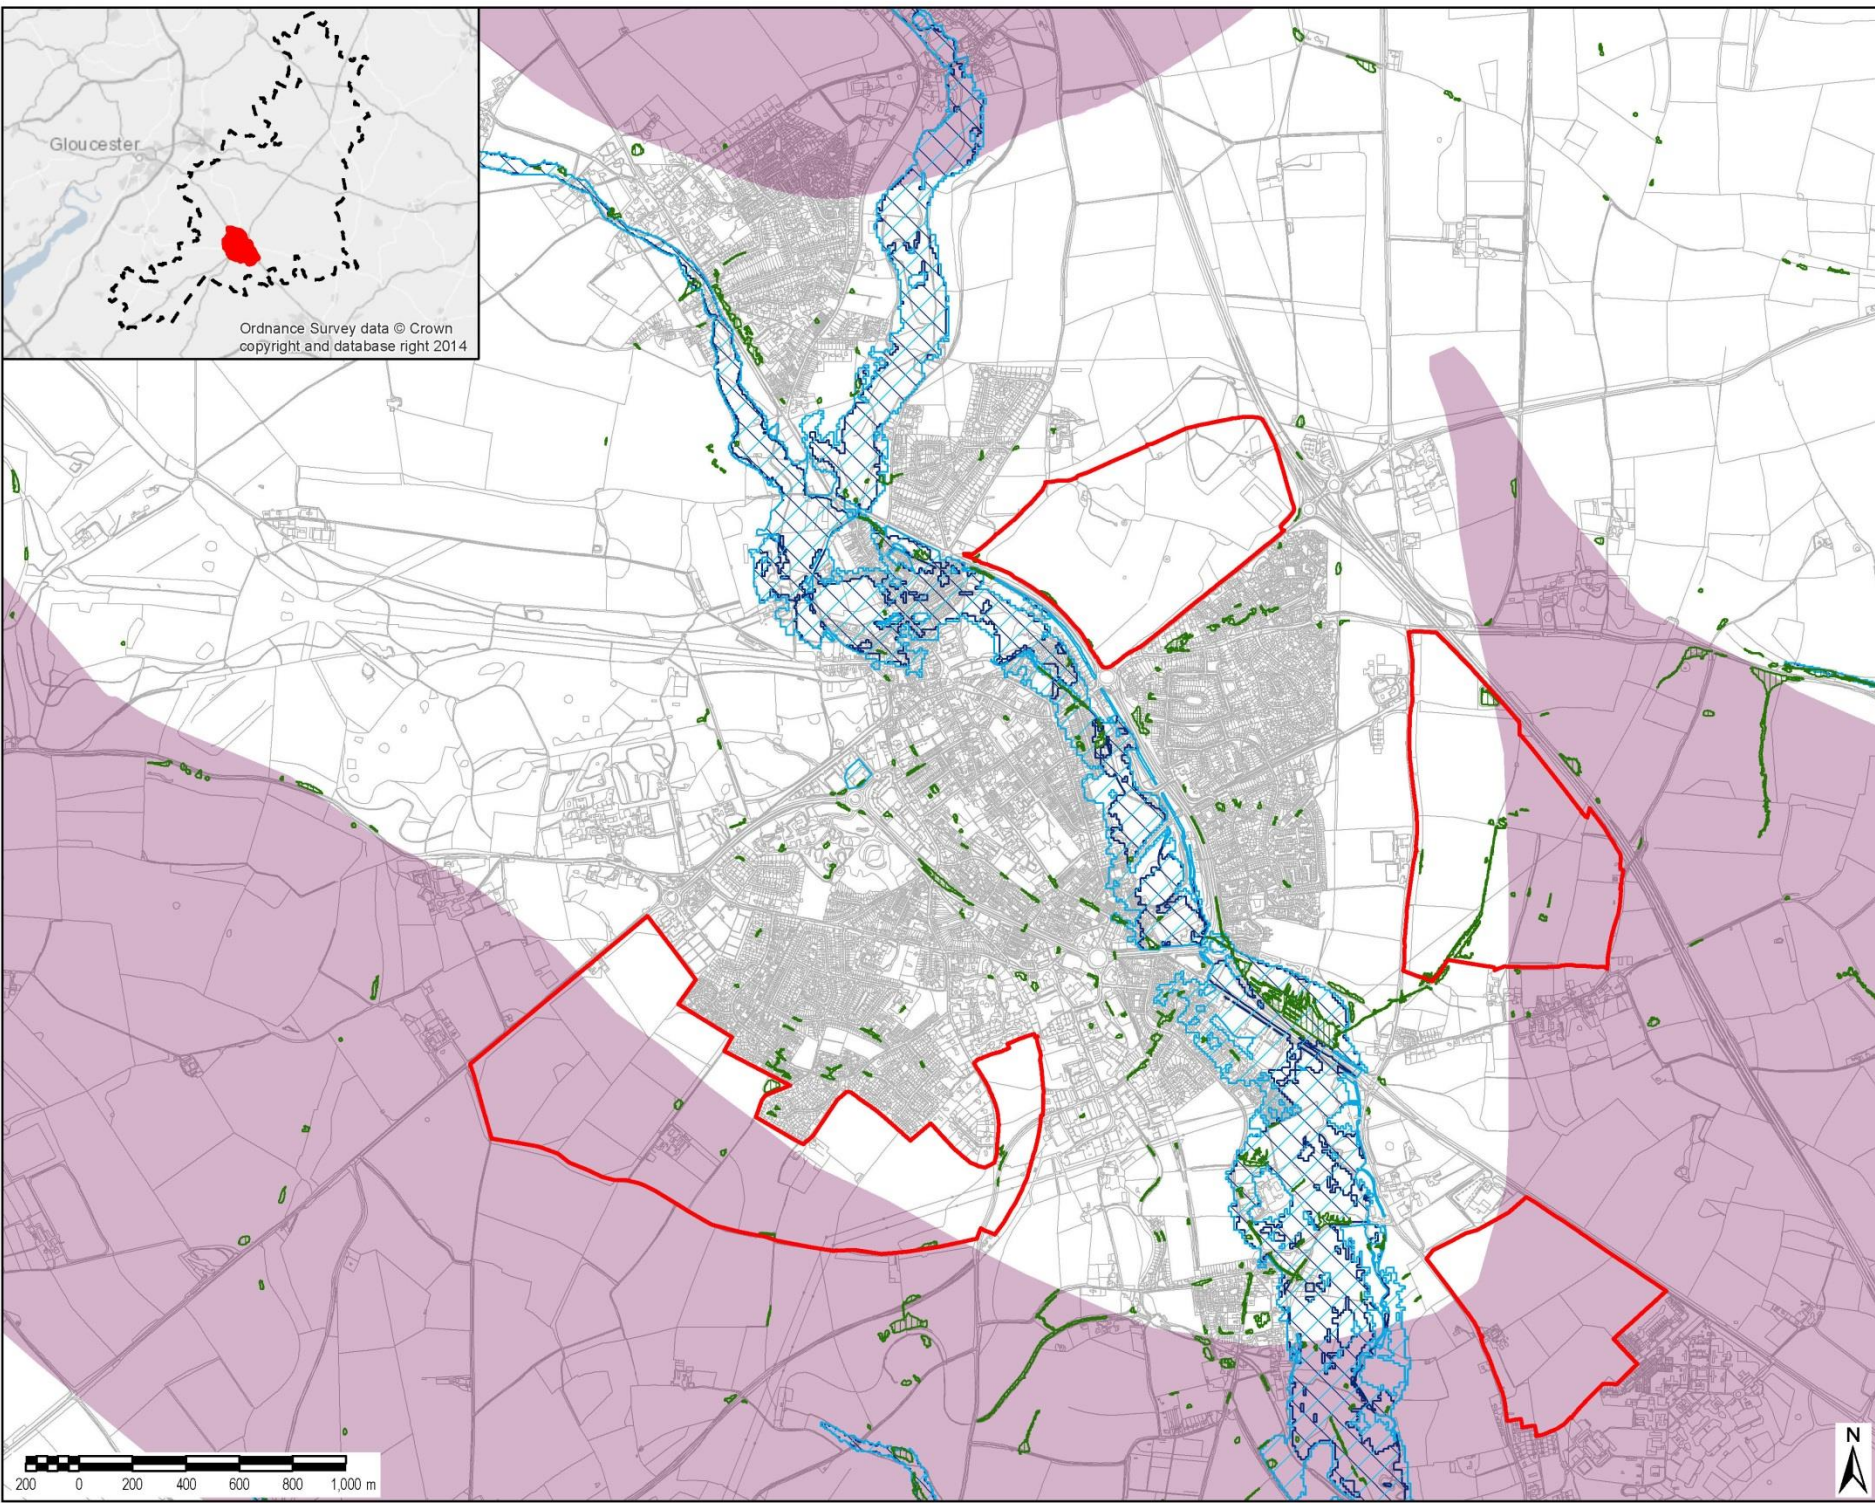 Gloucester
Ordnance Survey data © Crown
copyright and database right 2014
200 0 200 400 600 800 1,000 m
N